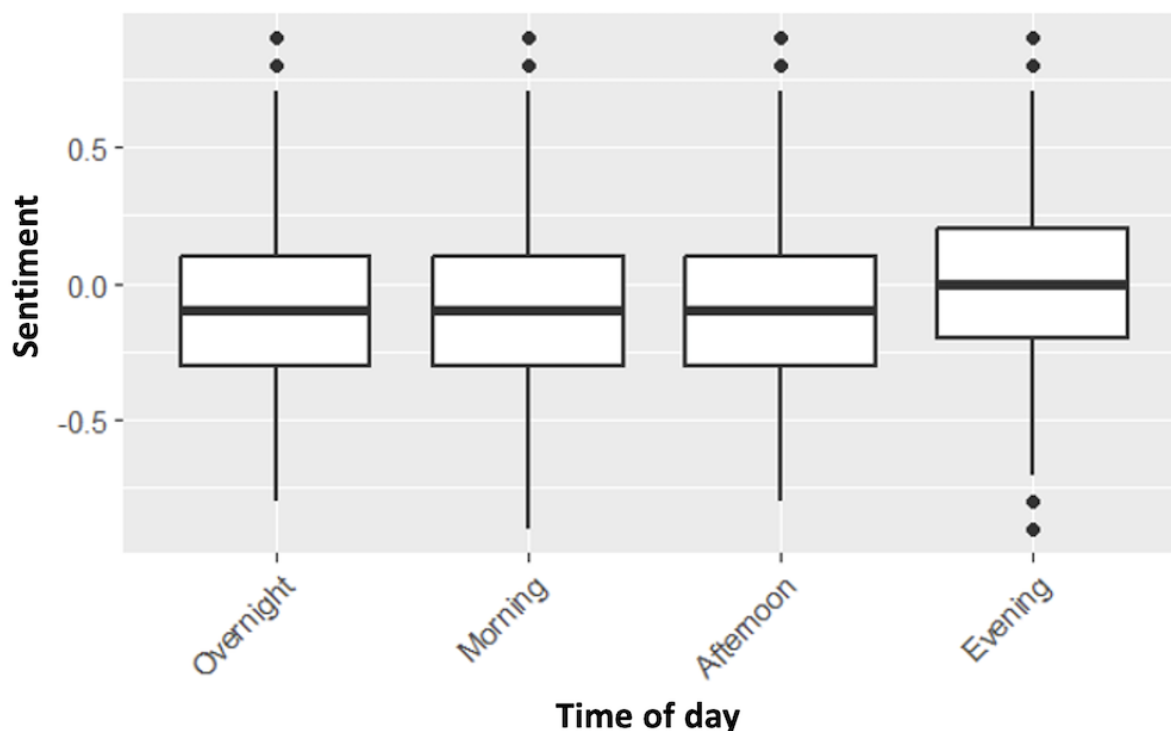 Sentiment
0.5
0.0
-0.5
Overnight
Morning
Afternoon
Evening
Time of day